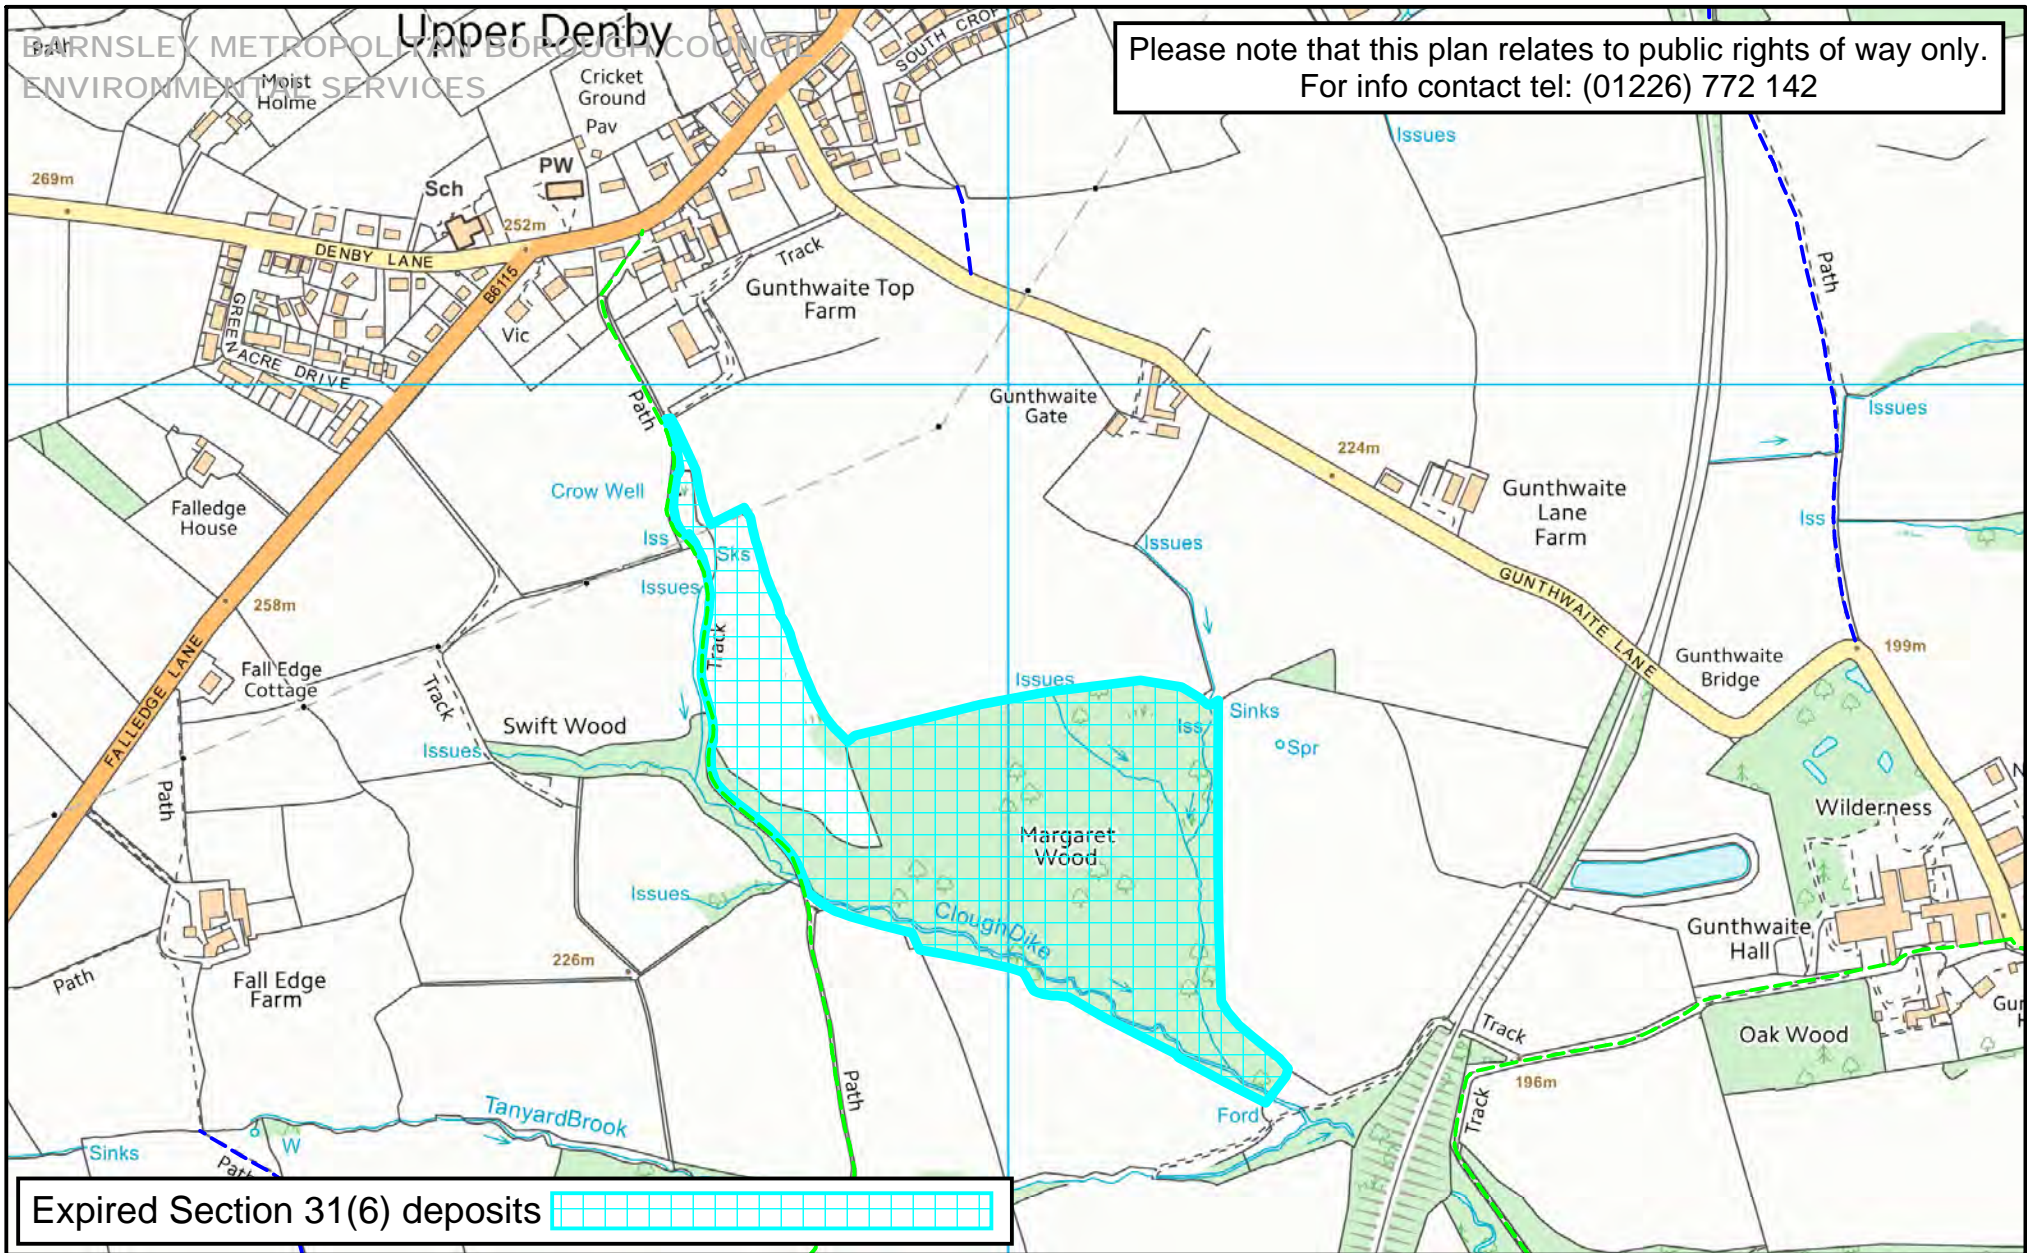 BARNSLEY METROPOLITAN BOROUGH COUNCIL
ENVIRONMENTAL SERVICES
Upper Denby
Please note that this plan relates to public rights of way only.
For info contact tel: (01226) 772 142
Path
Moist
Holme
Cricket
Ground
Pav
SOUTH CROF
Issues
269m
Sch
PW
252m
DENBY LANE
B6115
Track
Gunthwaite Top
Farm
Path
GREEN ACRE DRIVE
Vic
Path
Gunthwaite
Gate
Issues
224m
Crow Well
Falledge
House
Gunthwaite
Lane
Farm
Iss
Iss
Sks
Issues
Issues
GUNTHWAITE LANE
258m
Track
FALLEDGE LANE
Fall Edge
Cottage
Gunthwaite
Bridge
199m
Issues
Track
Swift Wood
Issues
Iss
Sinks
Spr
Path
Wilderness
Margaret
Wood
Issues
Clough Dike
Gunthwaite
Hall
226m
Path
Fall Edge
Farm
Track
Oak Wood
196m
Path
Track
Tanyard Brook
Ford
Sinks
W
Path
Expired Section 31(6) deposits